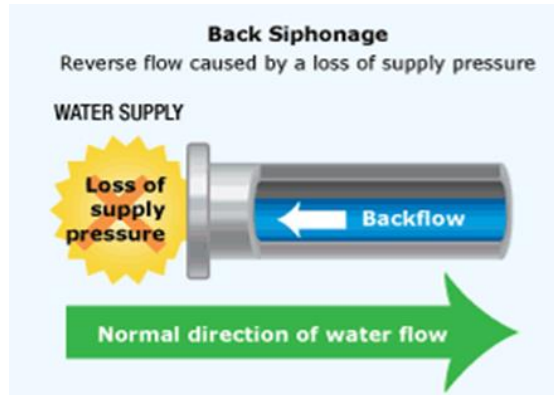 Back Siphonage
Reverse flow caused by a loss of supply pressure
WATER SUPPLY
Loss of
supply
pressure
Backflow
Normal direction of water flow